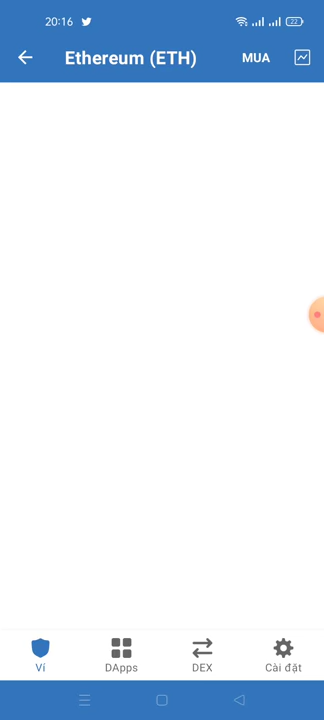 20:16
22
Ethereum (ETH)
MUA
Ví
DApps
DEX
Cài đặt